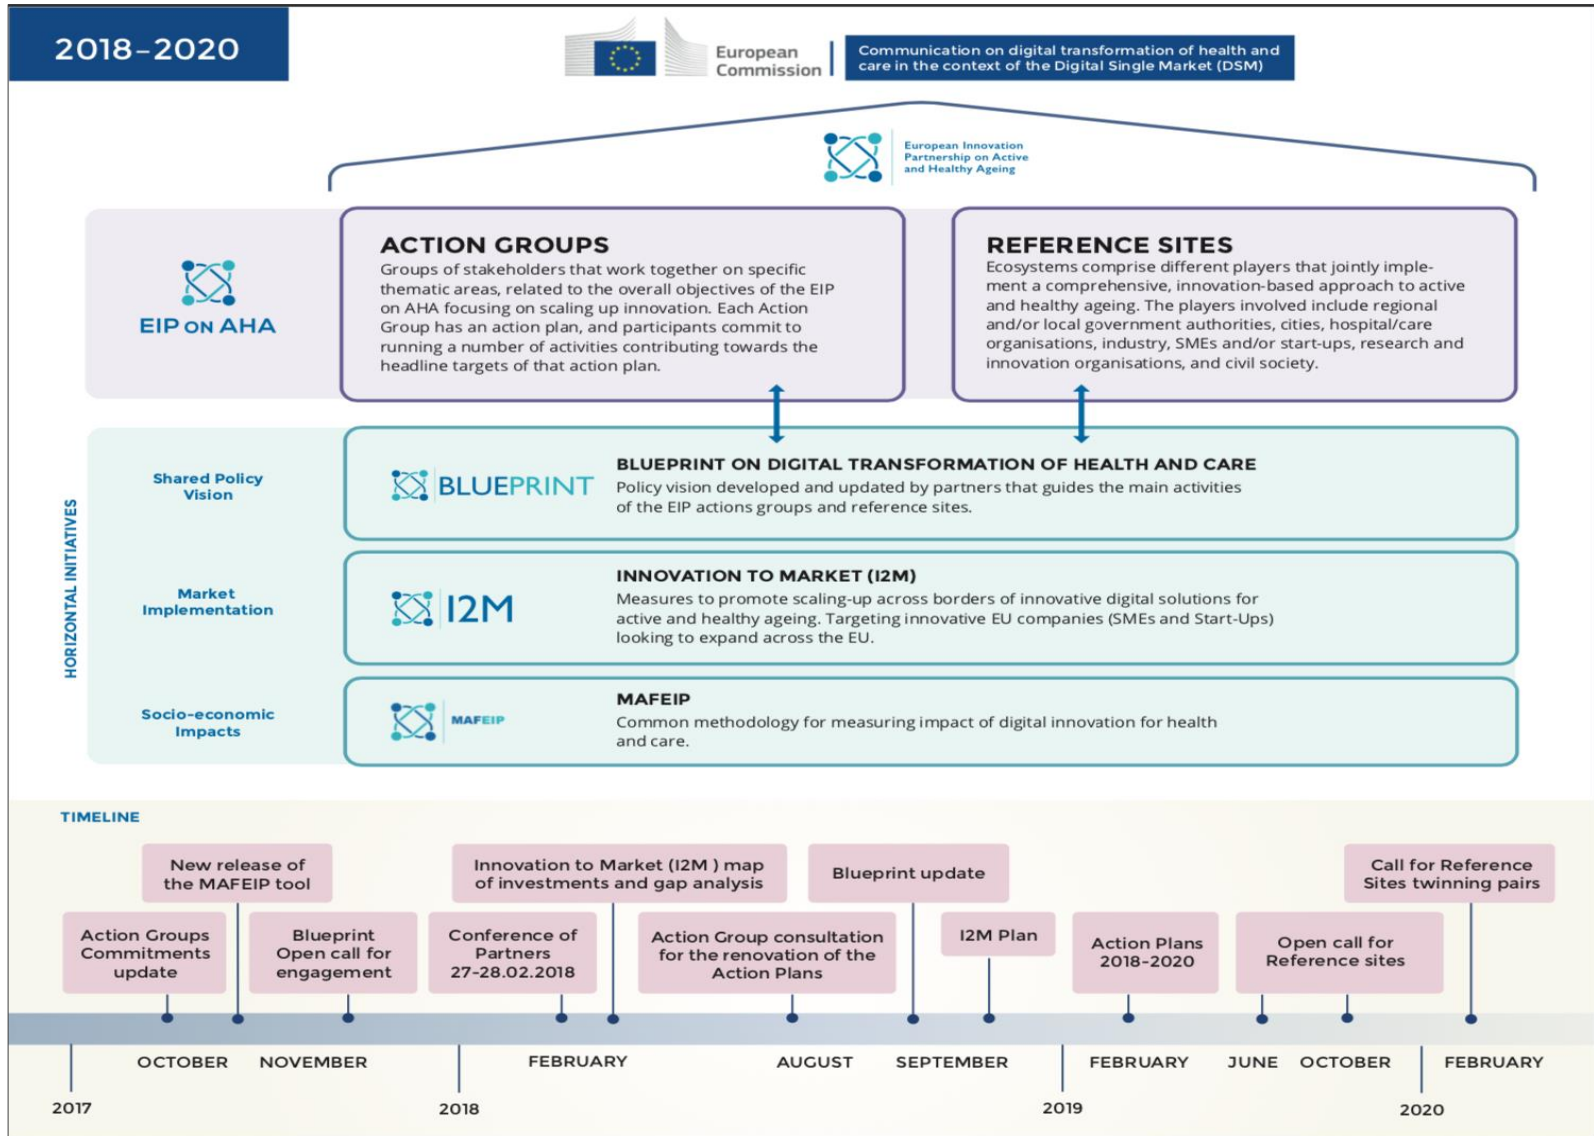 2018–2020
European
Commission
Communication on digital transformation of health and
care in the context of the Digital Single Market (DSM)
European Innovation
Partnership on Active
and Healthy Ageing
EIP ON AHA
ACTION GROUPS
Groups of stakeholders that work together on specific
thematic areas, related to the overall objectives of the EIP
on AHA focusing on scaling up innovation. Each Action
Group has an action plan, and participants commit to
running a number of activities contributing towards the
headline targets of that action plan.
REFERENCE SITES
Ecosystems comprise different players that jointly imple-
ment a comprehensive, innovation-based approach to active
and healthy ageing. The players involved include regional
and/or local government authorities, cities, hospital/care
organisations, industry, SMEs and/or start-ups, research and
innovation organisations, and civil society.
HORIZONTAL INITIATIVES
Shared Policy
Vision
BLUEPRINT
BLUEPRINT ON DIGITAL TRANSFORMATION OF HEALTH AND CARE
Policy vision developed and updated by partners that guides the main activities
of the EIP actions groups and reference sites.
Market
Implementation
I2M
INNOVATION TO MARKET (I2M)
Measures to promote scaling-up across borders of innovative digital solutions for
active and healthy ageing. Targeting innovative EU companies (SMEs and Start-Ups)
looking to expand across the EU.
Socio-economic
Impacts
MAFEIP
MAFEIP
Common methodology for measuring impact of digital innovation for health
and care.
TIMELINE
New release of
the MAFEIP tool
Innovation to Market (I2M ) map
of investments and gap analysis
Blueprint update
Call for Reference
Sites twinning pairs
Action Groups
Commitments
update
Blueprint
Open call for
engagement
Conference of
Partners
27-28.02.2018
Action Group consultation
for the renovation of the
Action Plans
I2M Plan
Action Plans
2018-2020
Open call for
Reference sites
OCTOBER
NOVEMBER
FEBRUARY
AUGUST
SEPTEMBER
FEBRUARY
JUNE
OCTOBER
FEBRUARY
2017
2018
2019
2020